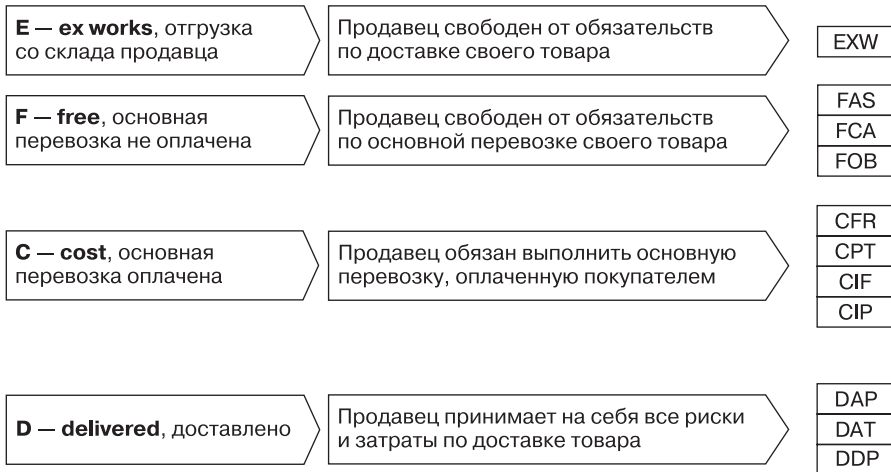 E — ex works, отгрузка
со склада продавца
Продавец свободен от обязательств
по доставке своего товара
EXW
F — free, основная
перевозка не оплачена
Продавец свободен от обязательств
по основной перевозке своего товара
FAS
FCA
FOB
C — cost, основная
перевозка оплачена
Продавец обязан выполнить основную
перевозку, оплаченную покупателем
CFR
CPT
CIF
CIP
D — delivered, доставлено
Продавец принимает на себя все риски
и затраты по доставке товара
DAP
DAT
DDP